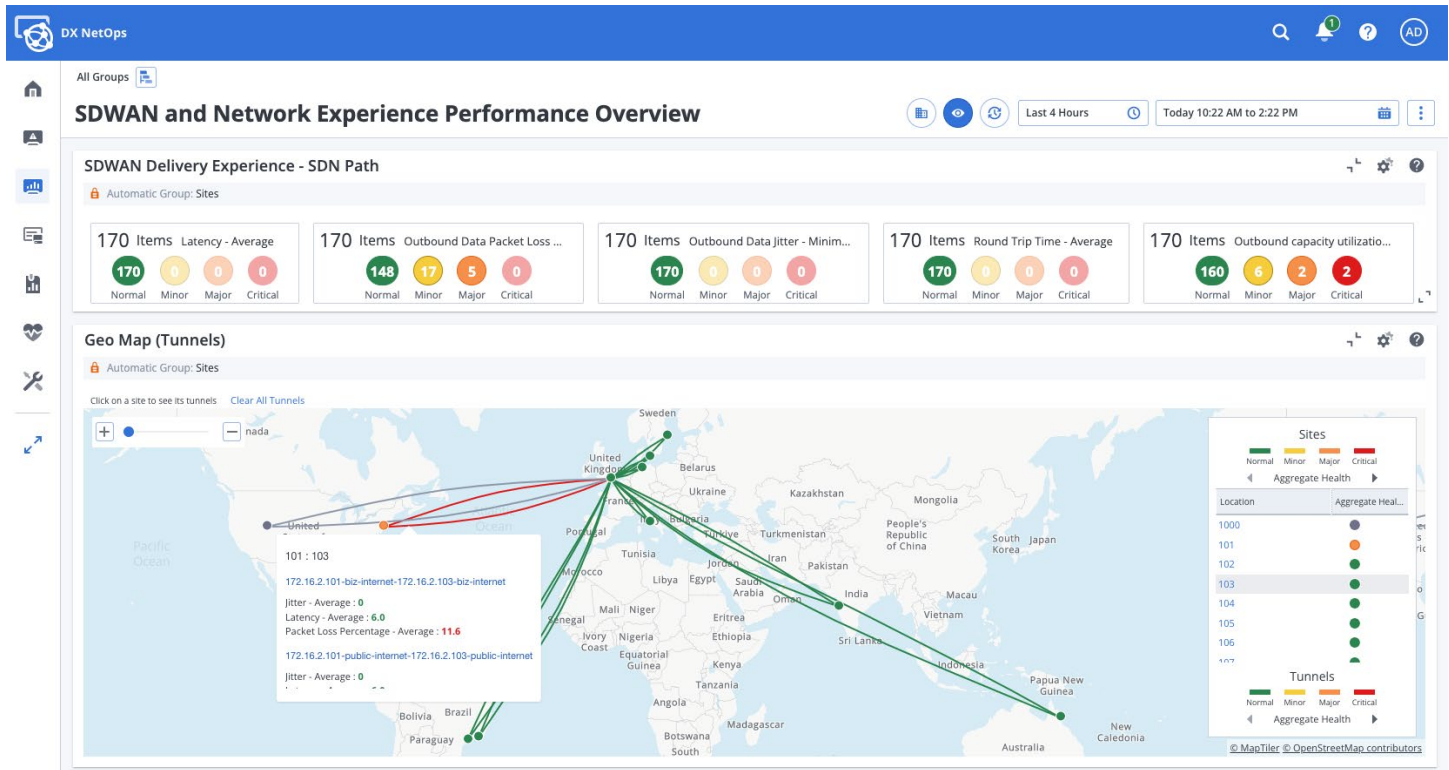 DX NetOps
1
AD
All Groups
SDWAN and Network Experience Performance Overview
Last 4 Hours
Today 10:22 AM to 2:22 PM
SDWAN Delivery Experience - SDN Path
Automatic Group: Sites
170 Items Latency - Average
170 0 0 0
Normal Minor Major Critical
170 Items Outbound Data Packet Loss ...
148 17 5 0
Normal Minor Major Critical
170 Items Outbound Data Jitter - Minim...
170 0 0 0
Normal Minor Major Critical
170 Items Round Trip Time - Average
170 0 0 0
Normal Minor Major Critical
170 Items Outbound capacity utilizatio...
160 6 2 2
Normal Minor Major Critical
Geo Map (Tunnels)
Automatic Group: Sites
Click on a site to see its tunnels Clear All Tunnels
nada
Sweden
United
Kingdom
Belarus
Ukraine
Kazakhstan
Mongolia
France
Bulgaria
United
Ocean
Portugal
Türkiye
Turkmenistan
People's
Republic
of China
South
Korea
Japan
Pacific
Ocean
Tunisia
Jordan
Iran
Pakistan
Morocco
Libya
Egypt
Saudi
Arabia
Oman
India
Macau
Mali
Niger
Eritrea
Vietnam
Senegal
Ivory
Coast
Nigeria
Ethiopia
Sri Lanka
Equatorial
Guinea
Kenya
Indonesia
Tanzania
Papua New
Guinea
Angola
Bolivia
Brazil
Madagascar
New
Caledonia
Paraguay
Botswana
South
Australia
101 : 103
172.16.2.101-biz-internet-172.16.2.103-biz-internet
Jitter - Average : 0
Latency - Average : 6.0
Packet Loss Percentage - Average : 11.6
172.16.2.101-public-internet-172.16.2.103-public-internet
Jitter - Average : 0
Sites
Normal Minor Major Critical
Aggregate Health
Location Aggregate Heal...
1000
101
102
103
104
105
106
107
Tunnels
Normal Minor Major Critical
Aggregate Health
© MapTiler © OpenStreetMap contributors